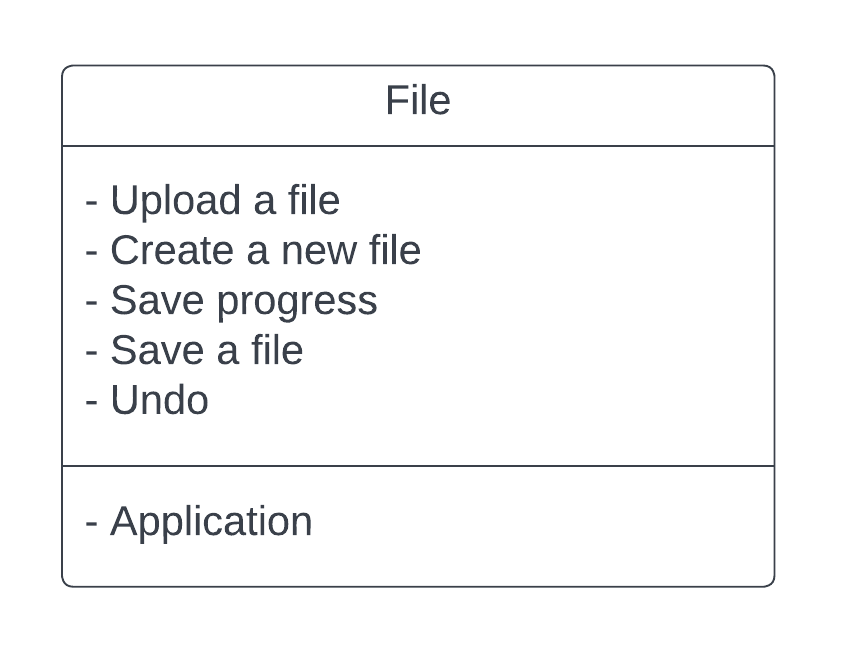 File
- Upload a file
- Create a new file
- Save progress
- Save a file
- Undo
- Application